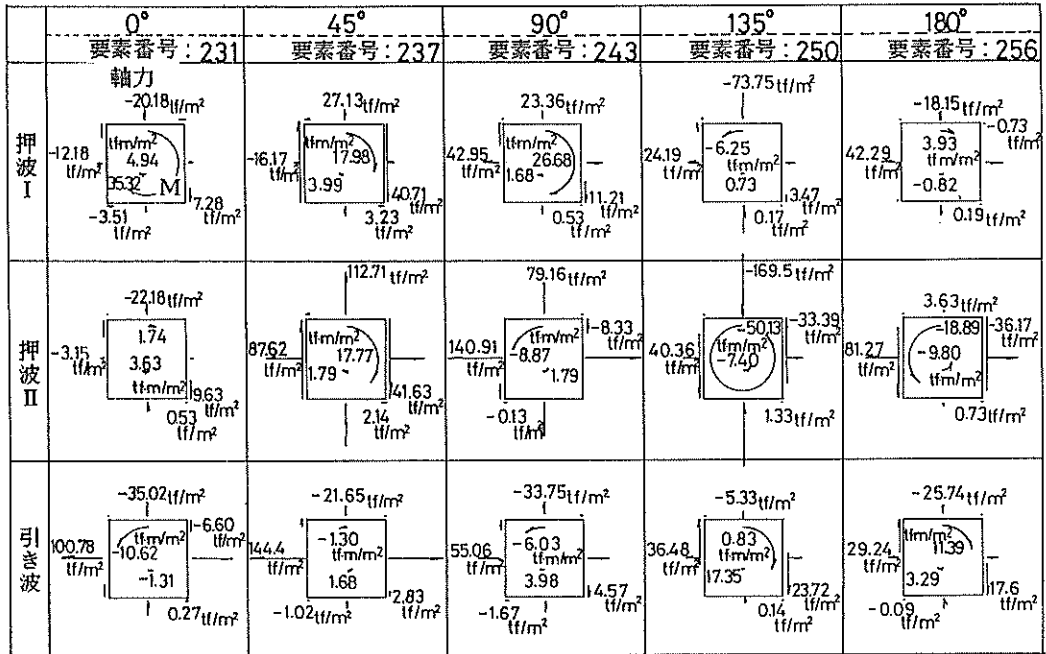 0° 45° 90° 135° 180°
要素番号:231 要素番号:237 要素番号:243 要素番号:250 要素番号:256
押波I
軸力
-20.18tf/m²
-12.18 tf/m²
tfm/m²
4.94
35.32 M
7.28 tf/m²
-3.51 tf/m²
27.13tf/m²
-16.17 tf/m²
tf·m/m²
17.98
3.99
40.71 tf/m²
3.23 tf/m²
23.36tf/m²
42.95 tf/m²
tfm/m²
26.68
1.68
11.21 tf/m²
0.53 tf/m²
-73.75tf/m²
24.19 tf/m²
-6.25
tfm/m²
0.73
3.47 tf/m²
0.17 tf/m²
-18.15tf/m²
-0.73 tf/m²
42.29 tf/m²
3.93
tfm/m²
-0.82
0.19tf/m²
押波II
-22.18tf/m²
-3.15 tf/m²
1.74
3.63
tf·m/m²
9.63 tf/m²
0.53 tf/m²
112.71tf/m²
87.62 tf/m²
tf·m/m²
17.77
1.79
41.63 tf/m²
2.14 tf/m²
79.16tf/m²
-8.33 tf/m²
140.91 tf/m²
tfm/m²
-8.87
1.79
-0.13 tf/m²
-169.5tf/m²
-33.39 tf/m²
40.36 tf/m²
-50.13
tfm/m²
-7.40
1.33tf/m²
3.63tf/m²
-36.17 tf/m²
81.27 tf/m²
-18.89
-9.80
tf·m/m²
0.73 tf/m²
引き波
-35.02tf/m²
-6.60 tf/m²
100.78 tf/m²
tf·m/m²
-10.62
-1.31
0.27tf/m²
-21.65tf/m²
144.4 tf/m²
-1.30
tf·m/m²
1.68
2.83 tf/m²
-1.02tf/m²
-33.75tf/m²
55.06 tf/m²
-6.03
tfm/m²
3.98
4.57 tf/m²
-1.67 tf/m²
-5.33tf/m²
36.48 tf/m²
0.83
tf·m/m²
17.35
23.72 tf/m²
0.14 tf/m²
-25.74tf/m²
29.24 tf/m²
tf·m/m²
11.39
3.29
17.6 tf/m²
-0.09 tf/m²